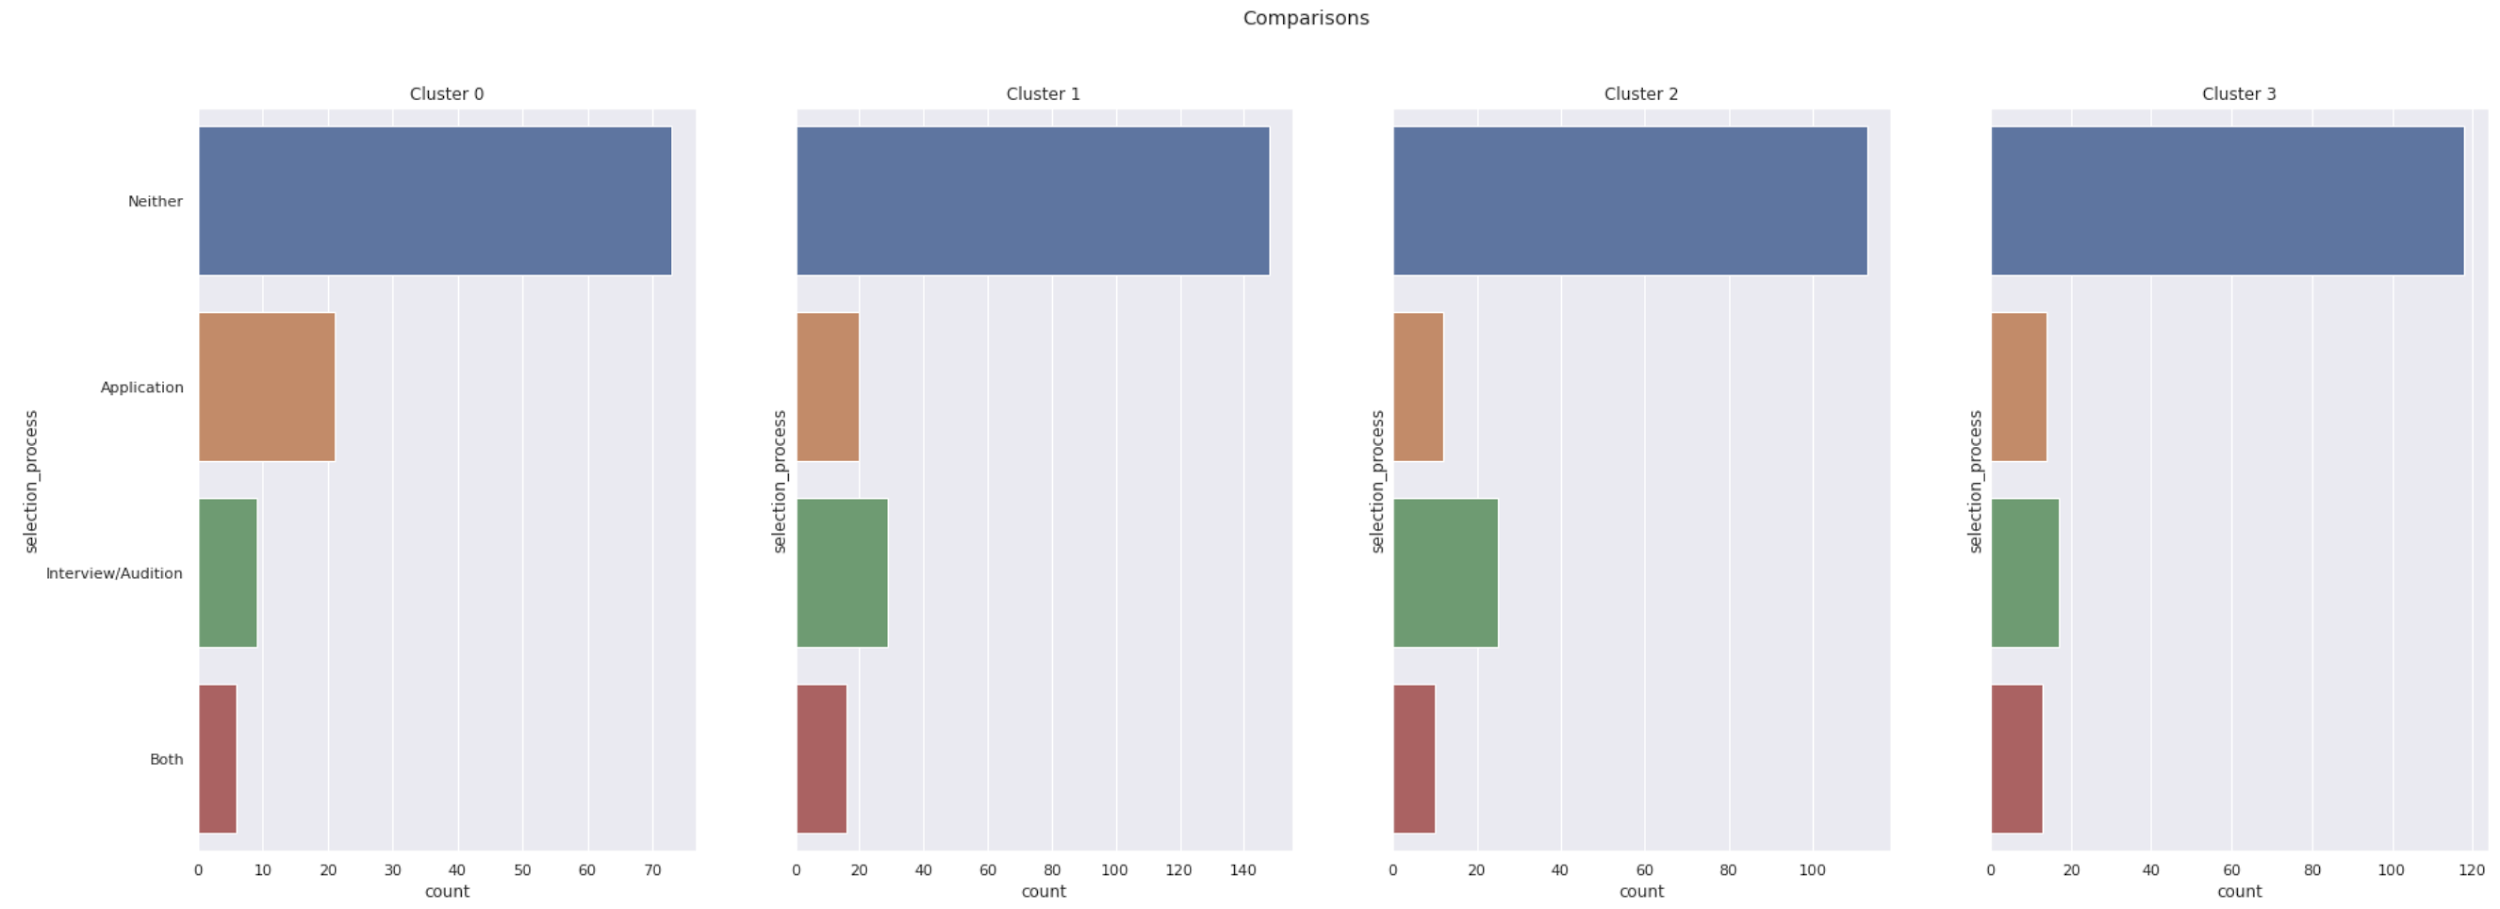 Comparisons
Cluster 0
Cluster 1
Cluster 2
Cluster 3
selection_process
Neither
Application
Interview/Audition
Both
selection_process
selection_process
selection_process
0 10 20 30 40 50 60 70
0 20 40 60 80 100 120 140
0 20 40 60 80 100
0 20 40 60 80 100 120
count
count
count
count